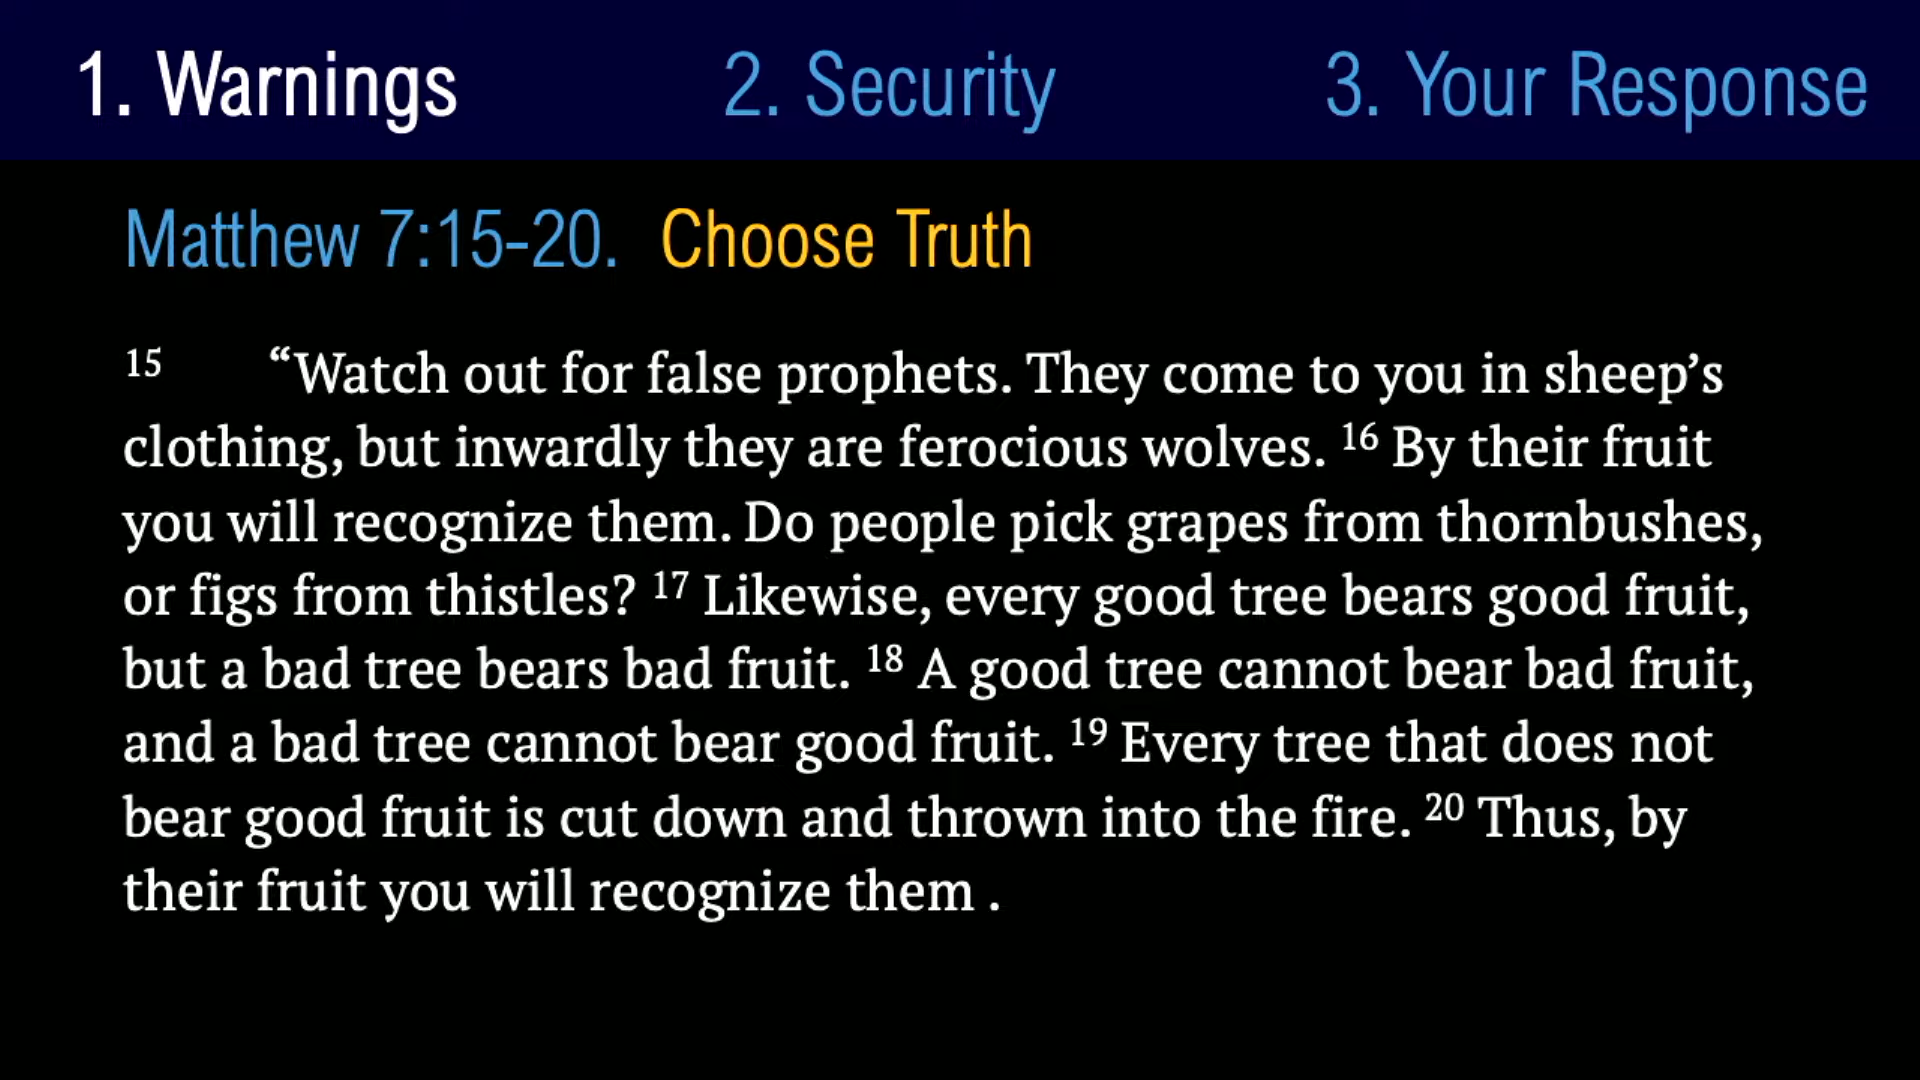 1. Warnings 2. Security 3. Your Response
Matthew 7:15-20. Choose Truth
15 “Watch out for false prophets. They come to you in sheep’s
clothing, but inwardly they are ferocious wolves. 16 By their fruit
you will recognize them. Do people pick grapes from thornbushes,
or figs from thistles? 17 Likewise, every good tree bears good fruit,
but a bad tree bears bad fruit. 18 A good tree cannot bear bad fruit,
and a bad tree cannot bear good fruit. 19 Every tree that does not
bear good fruit is cut down and thrown into the fire. 20 Thus, by
their fruit you will recognize them .